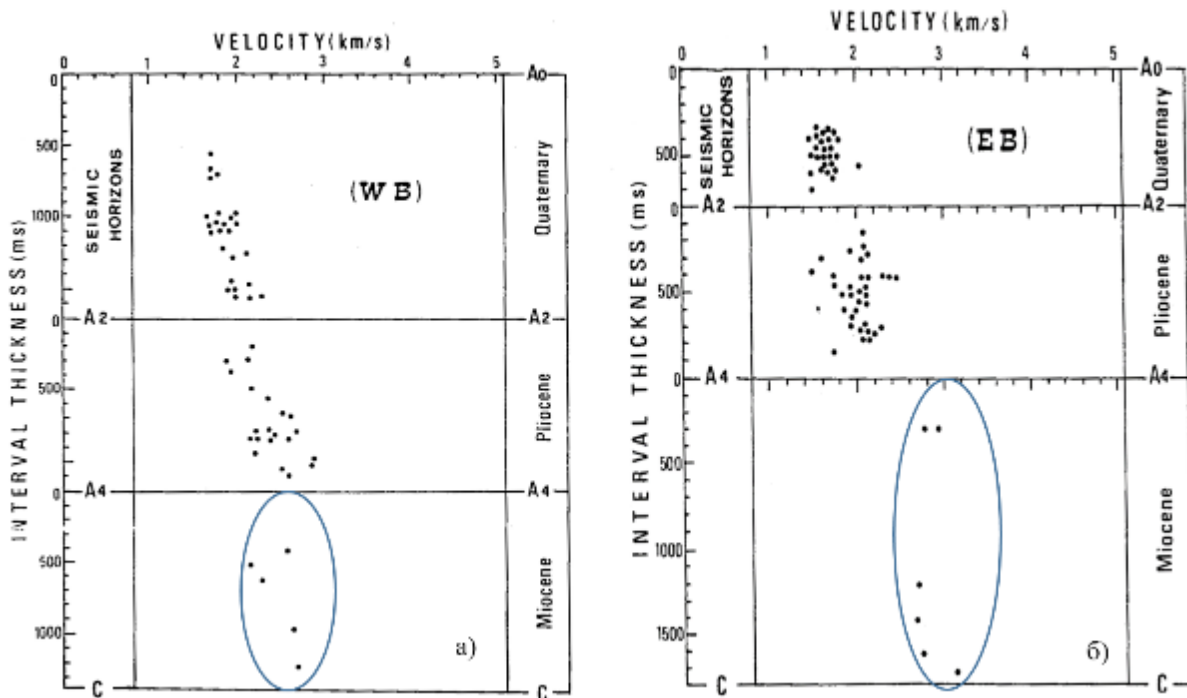 VELOCITY (km/s)
0 1 2 3 4 5
INTERVAL THICKNESS (ms)
0
500
1000
0
500
0
500
1000
SEISMIC
HORIZONS
A2
A4
C
(WB)
A0
Quaternary
A2
Pliocene
A4
Miocene
C
а)
VELOCITY (km/s)
0 1 2 3 4 5
INTERVAL THICKNESS (ms)
0
500
0
500
0
500
1000
1500
SEISMIC
HORIZONS
A2
A4
C
(EB)
A0
Quaternary
A2
Pliocene
A4
Miocene
C
б)